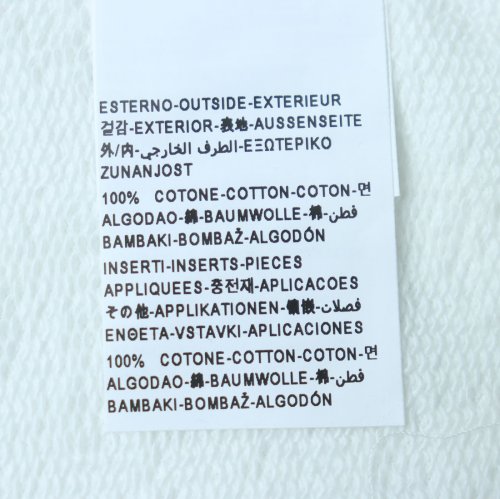 ESTERNO-OUTSIDE-EXTERIEUR
겉감-EXTERIOR-表地-AUSSENSEITE
外/内-الطرف الخارجي-ΕΞΩΤΕΡΙΚΟ
ZUNANJOST
100% COTONE-COTTON-COTON-면
ALGODAO-綿-BAUMWOLLE-棉-قطن
BAMBAKI-BOMBAŽ-ALGODÓN
INSERTI-INSERTS-PIECES
APPLIQUEES-충전재-APLICACOES
その他-APPLIKATIONEN-镶嵌-فصلات
ΕΝΘΕΤΑ-VSTAVKI-APLICACIONES
100% COTONE-COTTON-COTON-면
ALGODAO-綿-BAUMWOLLE-棉-قطن
BAMBAKI-BOMBAŽ-ALGODÓN